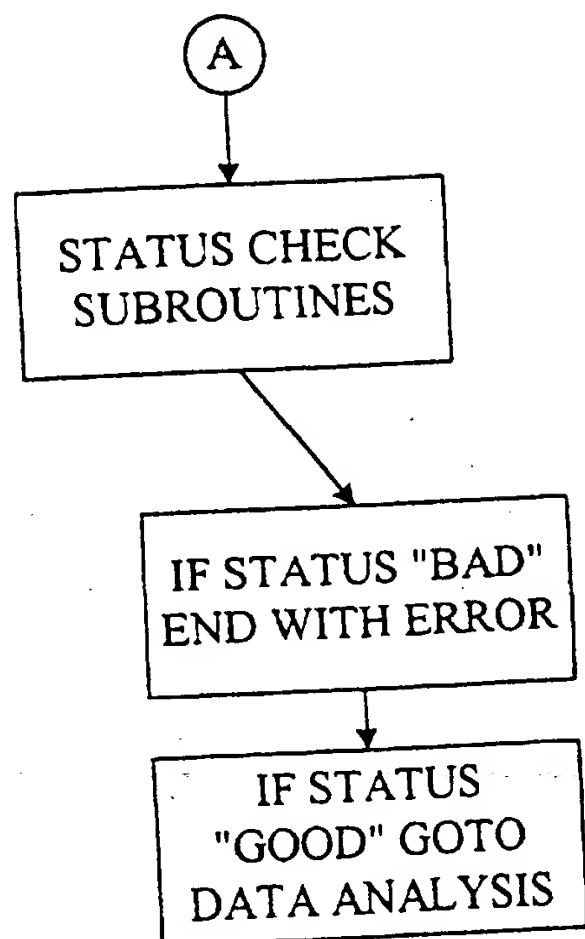 A
STATUS CHECK
SUBROUTINES
IF STATUS "BAD"
END WITH ERROR
IF STATUS
"GOOD" GOTO
DATA ANALYSIS